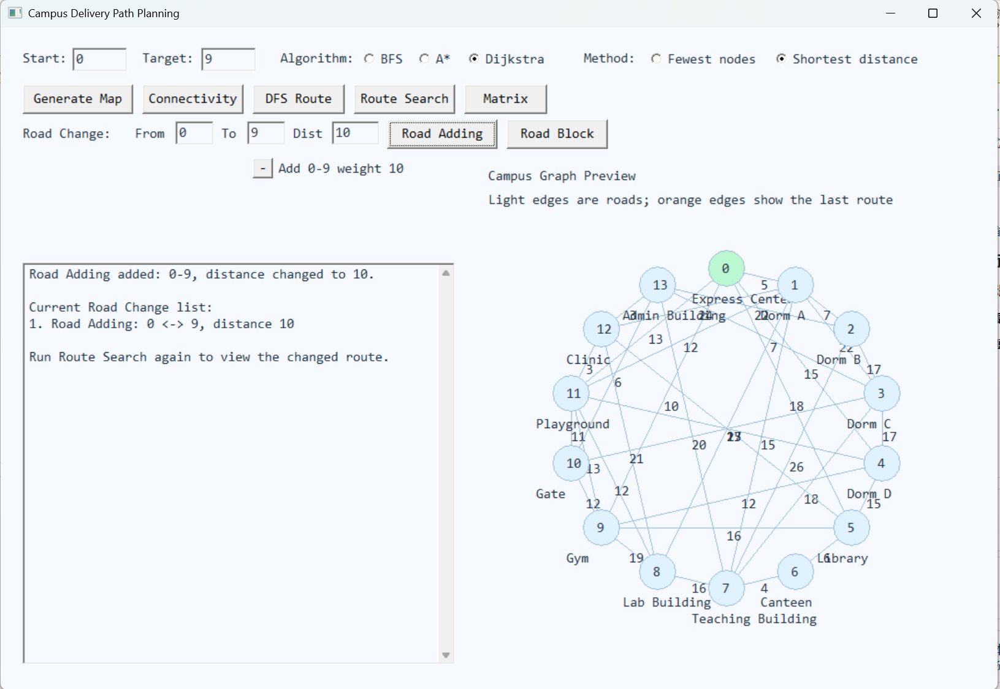 Campus Delivery Path Planning
Start: 0 Target: 9 Algorithm: BFS A* Dijkstra Method: Fewest nodes Shortest distance
Generate Map Connectivity DFS Route Route Search Matrix
Road Change: From 0 To 9 Dist 10 Road Adding Road Block
- Add 0-9 weight 10
Campus Graph Preview
Light edges are roads; orange edges show the last route
Road Adding added: 0-9, distance changed to 10.
Current Road Change list:
1. Road Adding: 0 <-> 9, distance 10
Run Route Search again to view the changed route.
0
13 5 1
Express Cente
Admin Building Dorm A 7
12 2
13 12 7 22
Clinic Dorm B
3 17
6 15
11 3
10 18
Playground Dorm C
11 17
20 15
10 21 4
13 26
12
Gate Dorm D
12 12 18 15
9 5
16
Gym 19 Library
8 6
16 7 4
Lab Building Canteen
Teaching Building